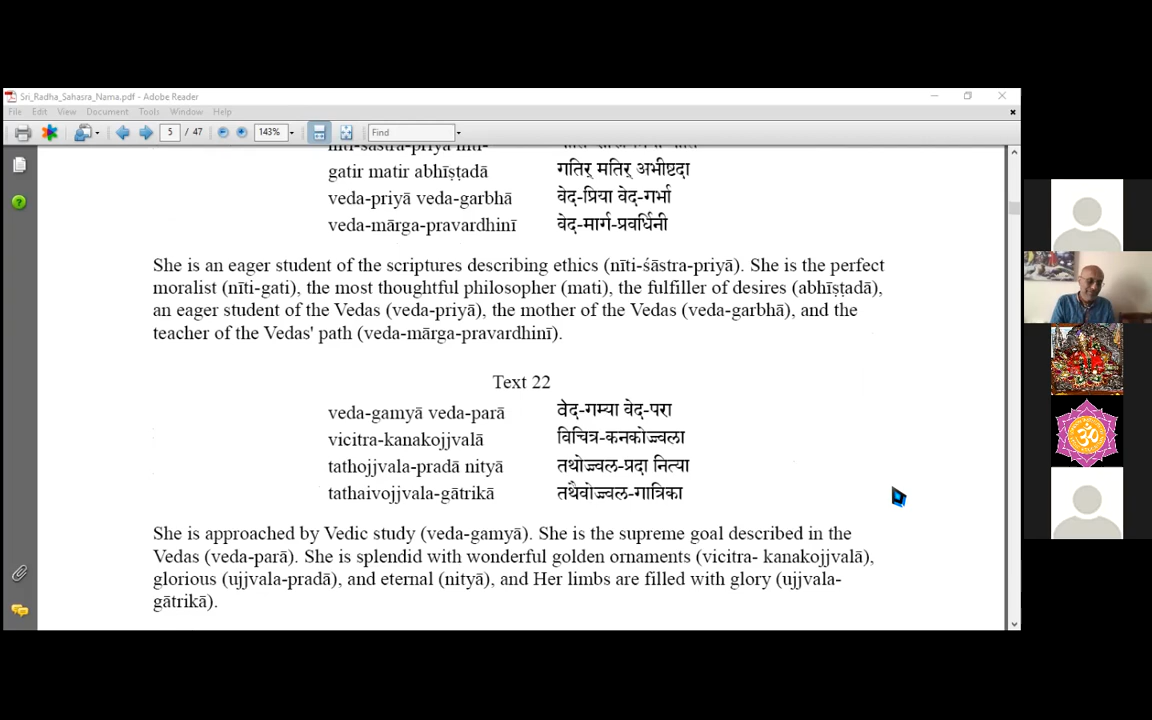 Sri_Radha_Sahasra_Nama.pdf - Adobe Reader
File Edit View Document Tools Window Help
5 / 47 143% Find
nīti-śāstra-priyā nīti-
gatir matir abhīṣṭadā गतिर् मतिर् अभीष्टदा
veda-priyā veda-garbhā वेद-प्रिया वेद-गर्भा
veda-mārga-pravardhinī वेद-मार्ग-प्रवर्धिनी
She is an eager student of the scriptures describing ethics (nīti-śāstra-priyā). She is the perfect
moralist (nīti-gati), the most thoughtful philosopher (mati), the fulfiller of desires (abhīṣṭadā),
an eager student of the Vedas (veda-priyā), the mother of the Vedas (veda-garbhā), and the
teacher of the Vedas' path (veda-mārga-pravardhinī).
Text 22
veda-gamyā veda-parā वेद-गम्या वेद-परा
vicitra-kanakojjvalā विचित्र-कनकोज्ज्वला
tathojjvala-pradā nityā तथोज्ज्वल-प्रदा नित्या
tathaivojjvala-gātrikā तथैवोज्ज्वल-गात्रिका
She is approached by Vedic study (veda-gamyā). She is the supreme goal described in the
Vedas (veda-parā). She is splendid with wonderful golden ornaments (vicitra- kanakojjvalā),
glorious (ujjvala-pradā), and eternal (nityā), and Her limbs are filled with glory (ujjvala-
gātrikā).
ॐ